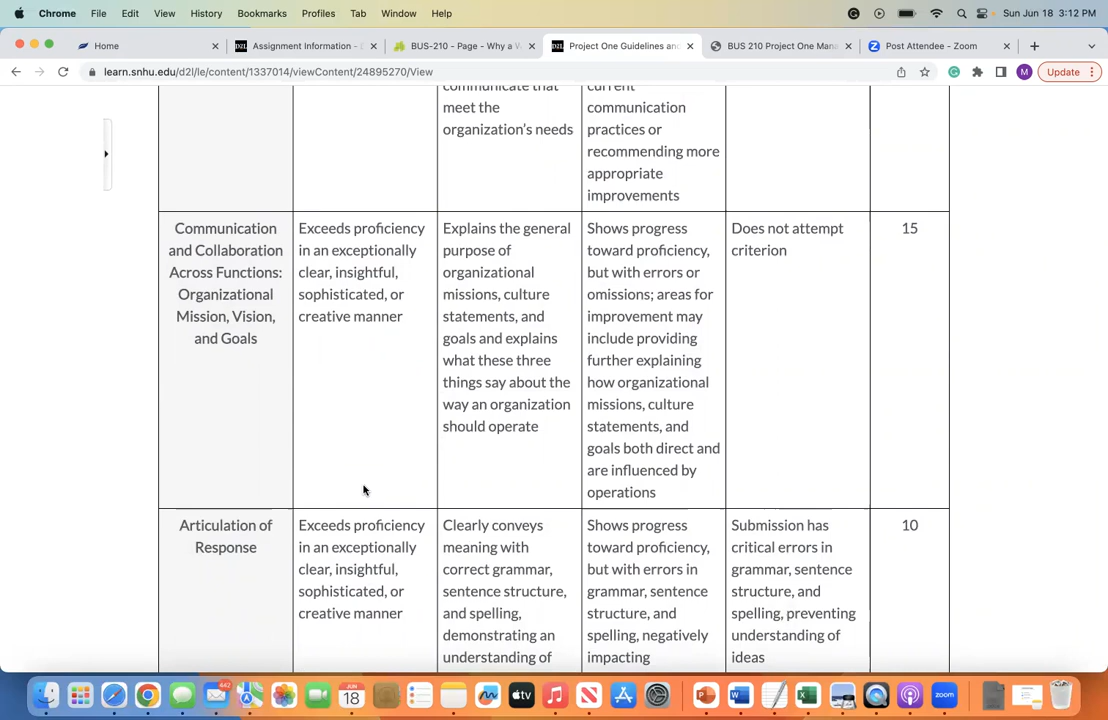 Chrome File Edit View History Bookmarks Profiles Tab Window Help Sun Jun 18 3:12 PM
Home
Assignment Information -
BUS-210 - Page - Why a
Project One Guidelines and
BUS 210 Project One Man
Post Attendee - Zoom
learn.snhu.edu/d2l/le/content/1337014/viewContent/24895270/View
M
Update
communicate that
meet the
organization's needs
current
communication
practices or
recommending more
appropriate
improvements
Communication
and Collaboration
Across Functions:
Organizational
Mission, Vision,
and Goals
Exceeds proficiency
in an exceptionally
clear, insightful,
sophisticated, or
creative manner
Explains the general
purpose of
organizational
missions, culture
statements, and
goals and explains
what these three
things say about the
way an organization
should operate
Shows progress
toward proficiency,
but with errors or
omissions; areas for
improvement may
include providing
further explaining
how organizational
missions, culture
statements, and
goals both direct and
are influenced by
operations
Does not attempt
criterion
15
Articulation of
Response
Exceeds proficiency
in an exceptionally
clear, insightful,
sophisticated, or
creative manner
Clearly conveys
meaning with
correct grammar,
sentence structure,
and spelling,
demonstrating an
understanding of
Shows progress
toward proficiency,
but with errors in
grammar, sentence
structure, and
spelling, negatively
impacting
Submission has
critical errors in
grammar, sentence
structure, and
spelling, preventing
understanding of
ideas
10
442
JUN
18
tv
zoom